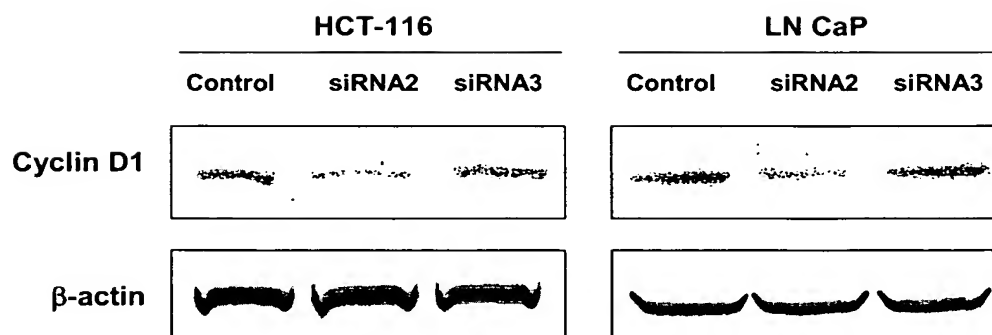 HCT-116 LN CaP
Control siRNA2 siRNA3 Control siRNA2 siRNA3
Cyclin D1
β-actin